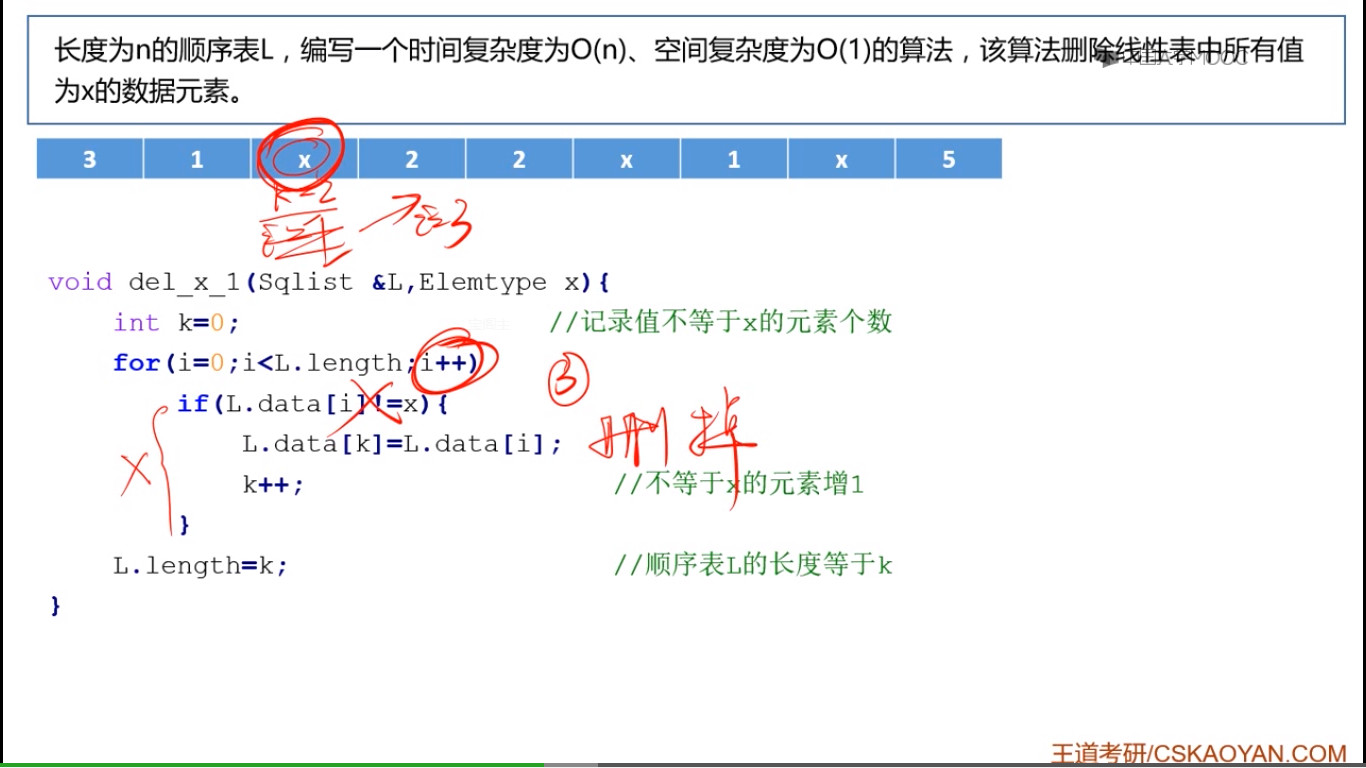 长度为n的顺序表L，编写一个时间复杂度为O(n)、空间复杂度为O(1)的算法，该算法删除线性表中所有值
为x的数据元素。
3 1 x 2 2 x 1 x 5
k=2
i=3
void del_x_1(Sqlist &L,Elemtype x){
int k=0; //记录值不等于x的元素个数
for(i=0;i<L.length;i++)
③
if(L.data[i]!=x){
L.data[k]=L.data[i]; 删掉
k++; //不等于x的元素增1
}
L.length=k; //顺序表L的长度等于k
}
王道考研/CSKAOYAN.COM